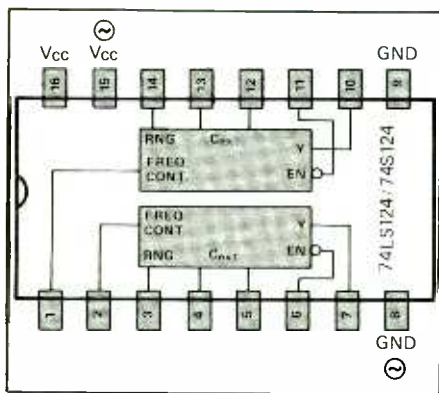 Vcc
Vcc
GND
16
15
14
13
12
11
10
9
RNG
Cext
Y
FREQ
CONT
EN
FREQ
CONT
Y
RNG
Cext
EN
74LS124/74S124
1
2
3
4
5
6
7
8
GND